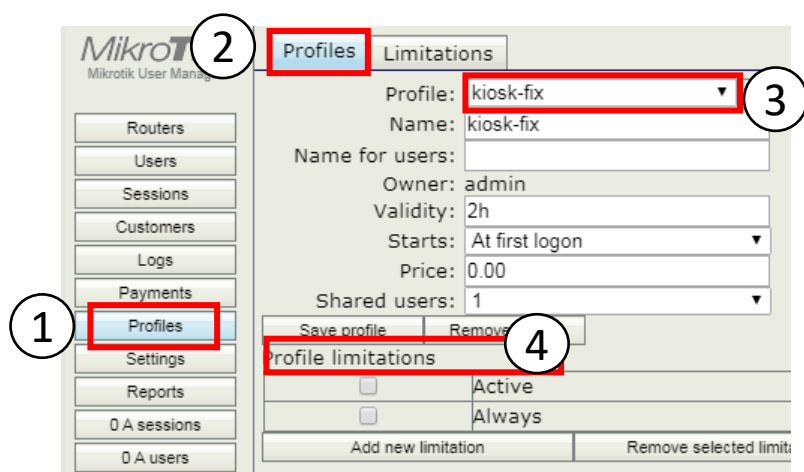 MikroT
Mikrotik User Manag
2
Profiles
Limitations
Profile: kiosk-fix
3
Name: kiosk-fix
Name for users:
Owner: admin
Validity: 2h
Starts: At first logon
Price: 0.00
Shared users: 1
Save profile
Remove
4
Profile limitations
Active
Always
Add new limitation
Remove selected limita
Routers
Users
Sessions
Customers
Logs
Payments
1
Profiles
Settings
Reports
0 A sessions
0 A users